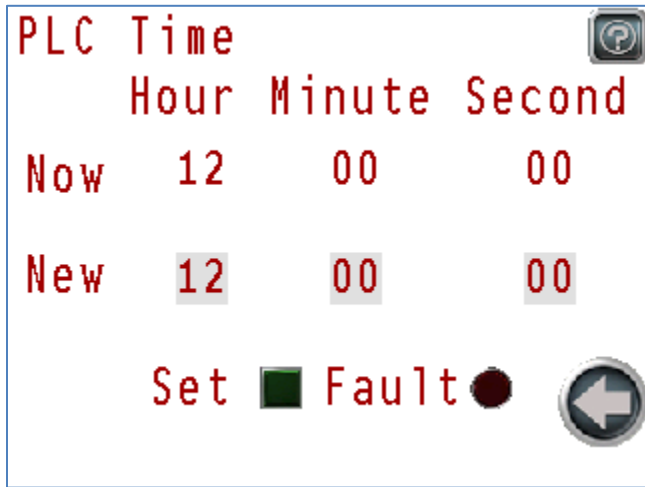 PLC Time
Hour Minute Second
Now 12 00 00
New 12 00 00
Set Fault